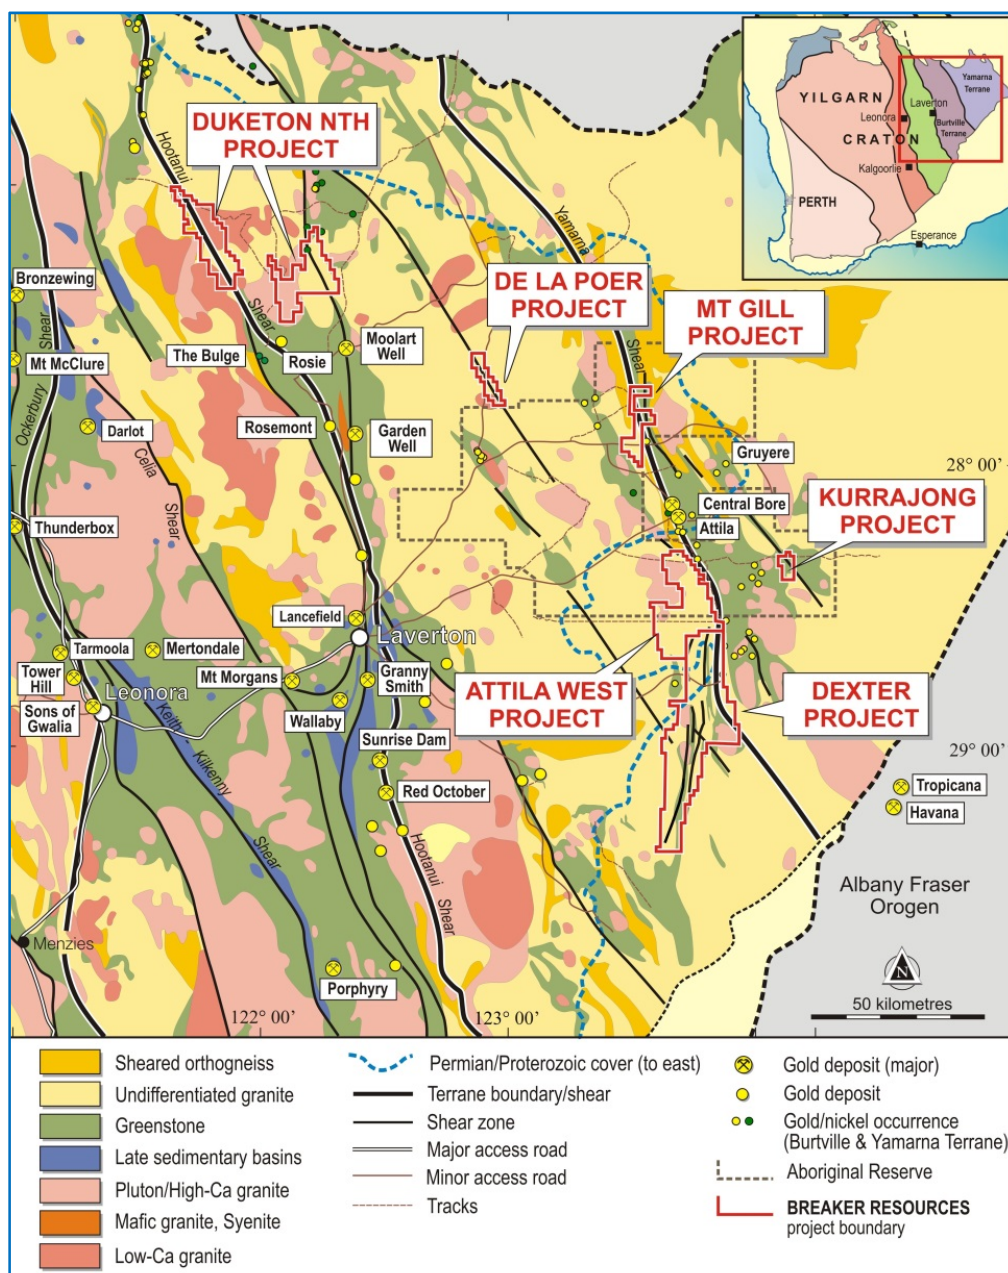 YILGARN
CRATON
Yamarna
Terrane
Laverton
Leonora
Burtville
Terrane
Kalgoorlie
PERTH
Esperance
DUKETON NTH
PROJECT
Hootanui
Yamarna
DE LA POER
PROJECT
MT GILL
PROJECT
Bronzewing
Shear
Shear
Shear
Moolart
Well
The Bulge
Rosie
Mt McClure
Ockerbury
Darlot
Rosemont
Garden
Well
Gruyere
28° 00'
Celia
Shear
Central Bore
KURRAJONG
PROJECT
Thunderbox
Attila
Lancefield
Laverton
Tarmoola
Mertondale
Tower
Hill
Mt Morgans
Granny
Smith
ATTILA WEST
PROJECT
DEXTER
PROJECT
Leonora
Sons of
Gwalia
Keith -
Kilkenny
Shear
Wallaby
Sunrise Dam
29° 00'
Red October
Tropicana
Havana
Hootanui
Shear
Albany Fraser
Orogen
Menzies
Porphyry
N
122° 00'
123° 00'
50 kilometres
Sheared orthogneiss
Undifferentiated granite
Greenstone
Late sedimentary basins
Pluton/High-Ca granite
Mafic granite, Syenite
Low-Ca granite
Permian/Proterozoic cover (to east)
Terrane boundary/shear
Shear zone
Major access road
Minor access road
Tracks
Gold deposit (major)
Gold deposit
Gold/nickel occurrence
(Burtville & Yamarna Terrane)
Aboriginal Reserve
BREAKER RESOURCES
project boundary